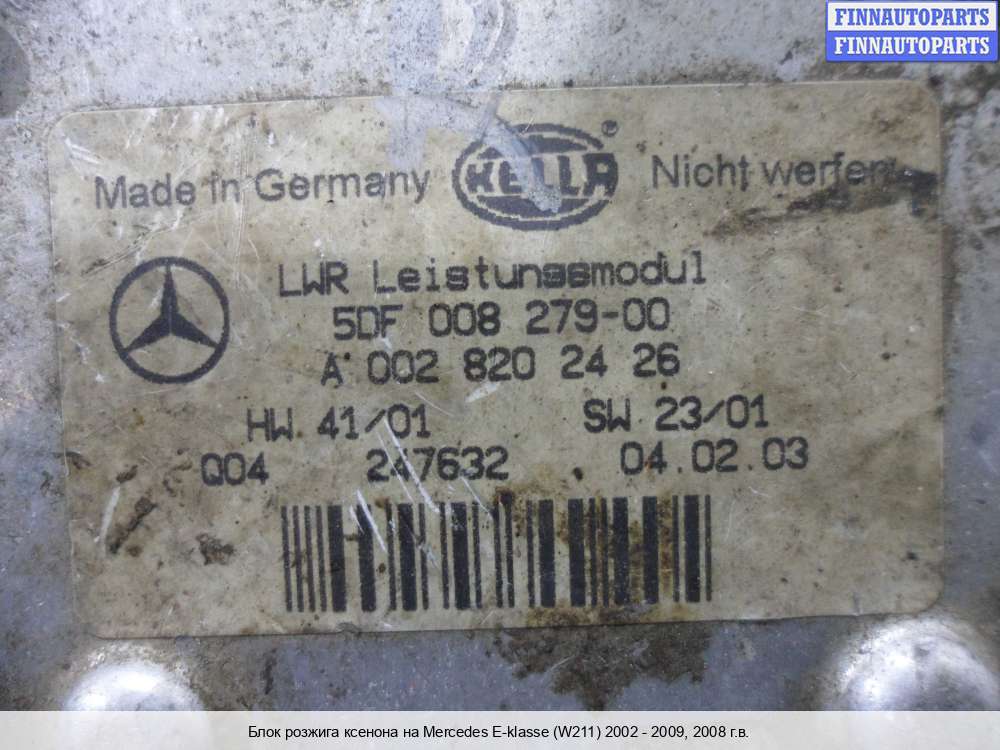 FINNAUTOPARTS
FINNAUTOPARTS
Made in Germany HELLA ® Nicht werfen
LWR Leistungsmodul
5DF 008 279-00
A 002 820 24 26
HW 41/01 SW 23/01
Q04 247632 04.02.03
Блок розжига ксенона на Mercedes E-klasse (W211) 2002 - 2009, 2008 г.в.